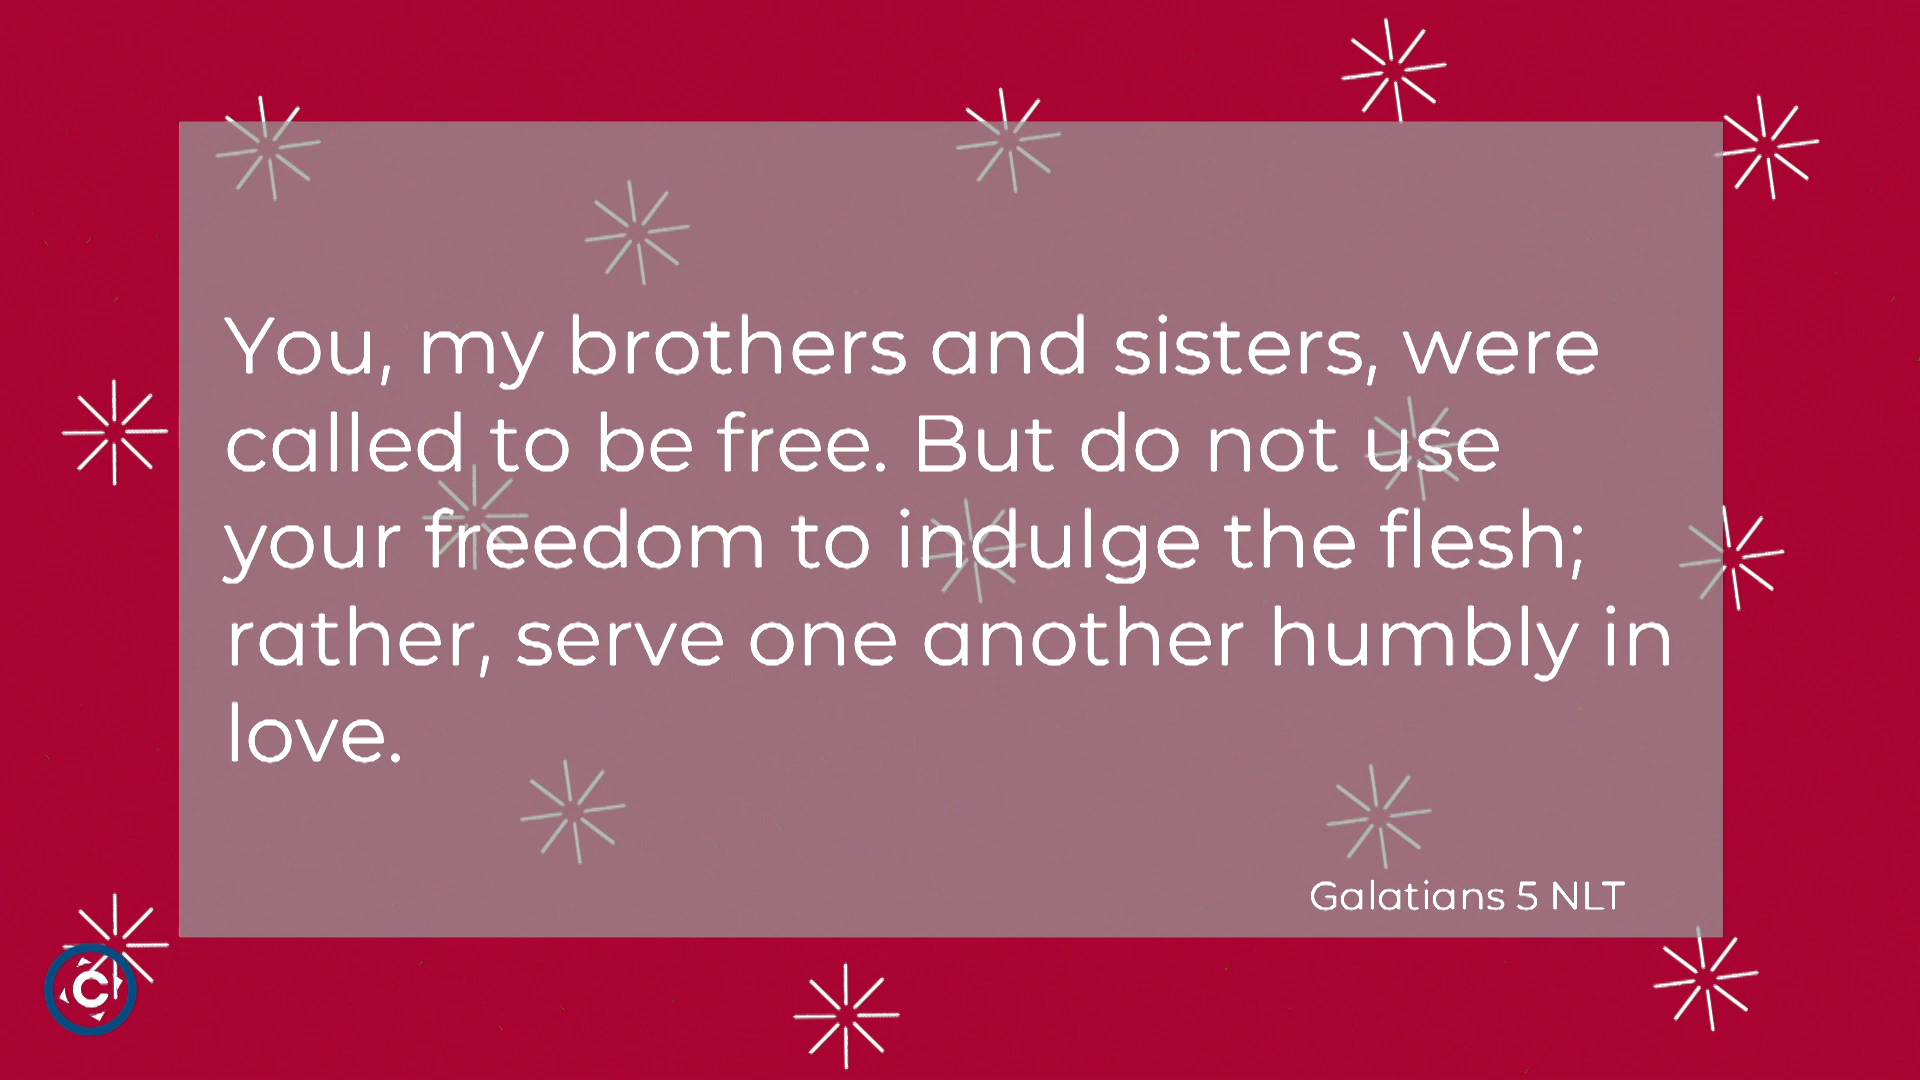 You, my brothers and sisters, were
called to be free. But do not use
your freedom to indulge the flesh;
rather, serve one another humbly in
love.
Galatians 5 NLT
C